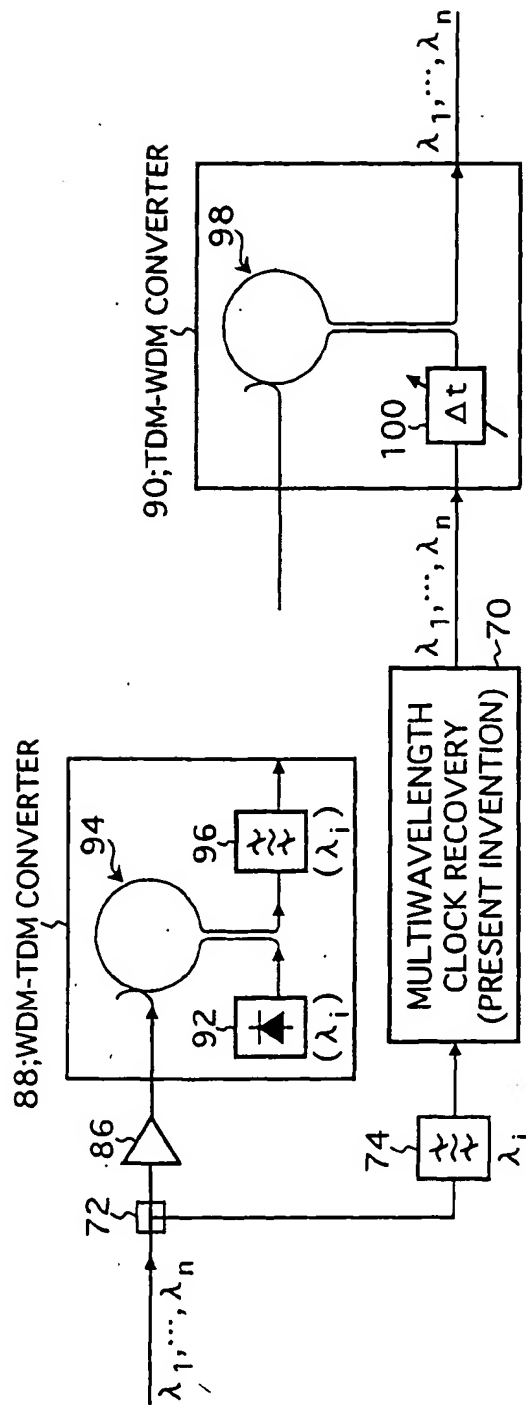 88;WDM-TDM CONVERTER
90;TDM-WDM CONVERTER
λ1,···,λn
72
86
94
92
(λi)
96
(λi)
98
100
Δt
λ1,···,λn
74
λi
MULTIWAVELENGTH
CLOCK RECOVERY
(PRESENT INVENTION)
70
λ1,···,λn